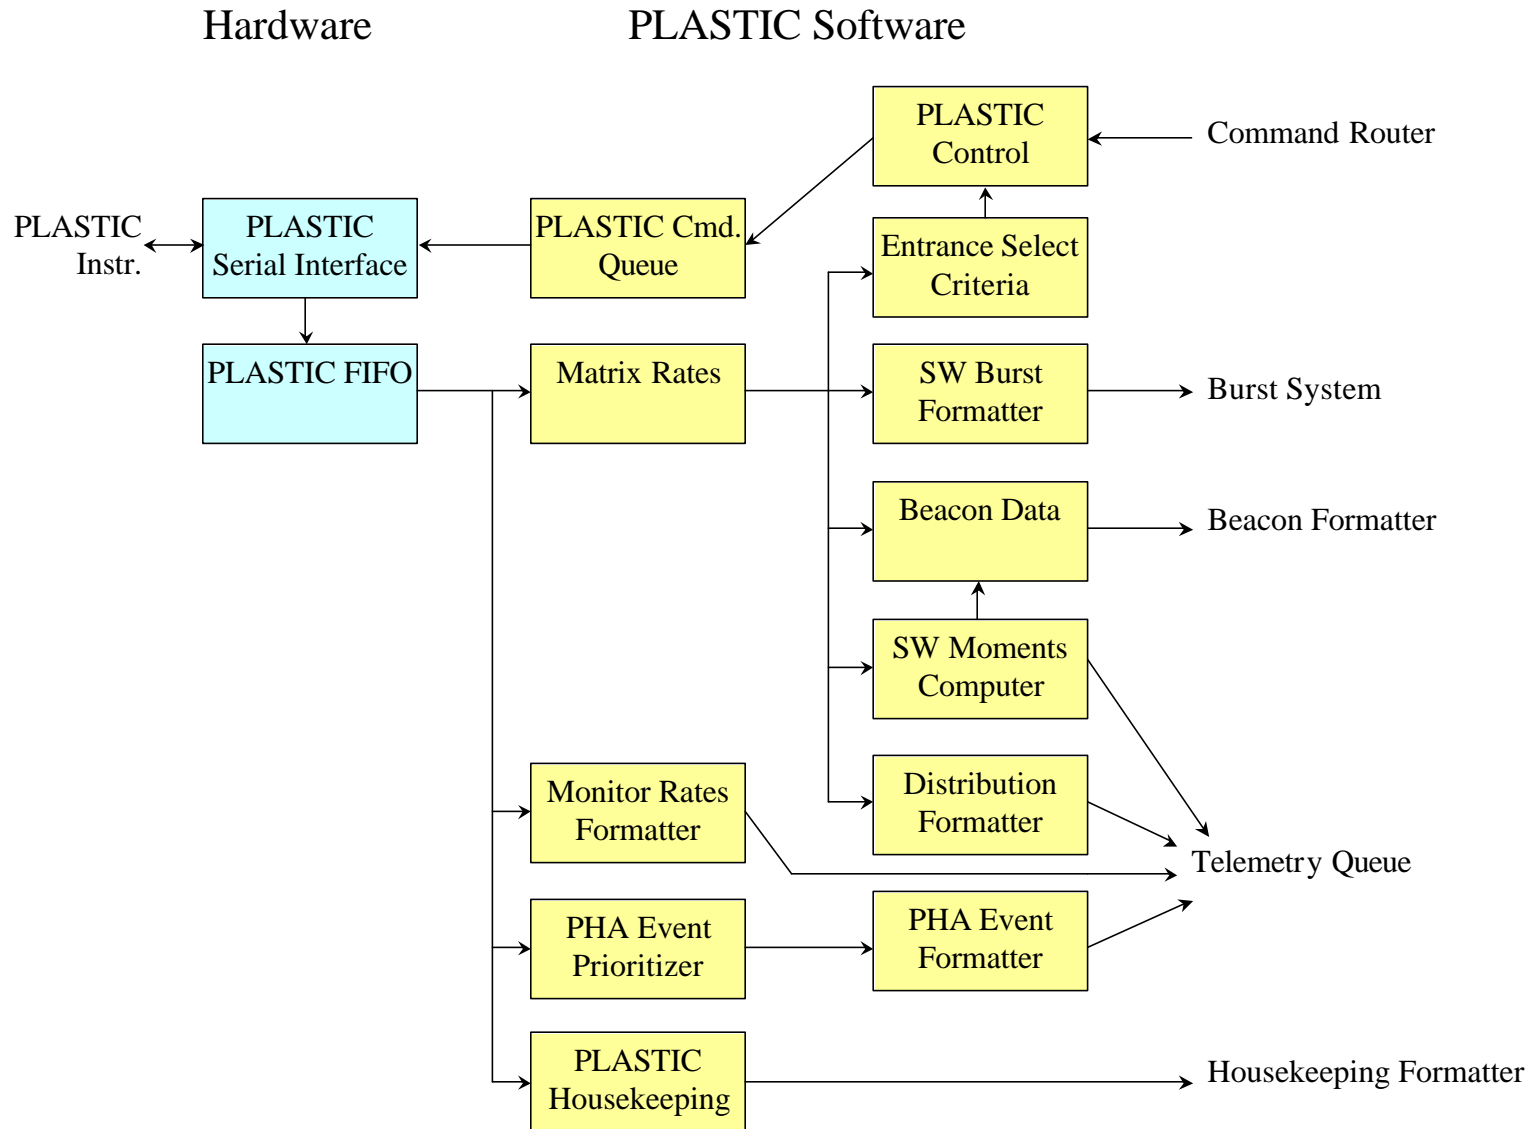 Hardware
PLASTIC Software
PLASTIC
Control
Command Router
PLASTIC
Instr.
PLASTIC
Serial Interface
PLASTIC Cmd.
Queue
Entrance Select
Criteria
PLASTIC FIFO
Matrix Rates
SW Burst
Formatter
Burst System
Beacon Data
Beacon Formatter
SW Moments
Computer
Monitor Rates
Formatter
Distribution
Formatter
Telemetry Queue
PHA Event
Prioritizer
PHA Event
Formatter
PLASTIC
Housekeeping
Housekeeping Formatter